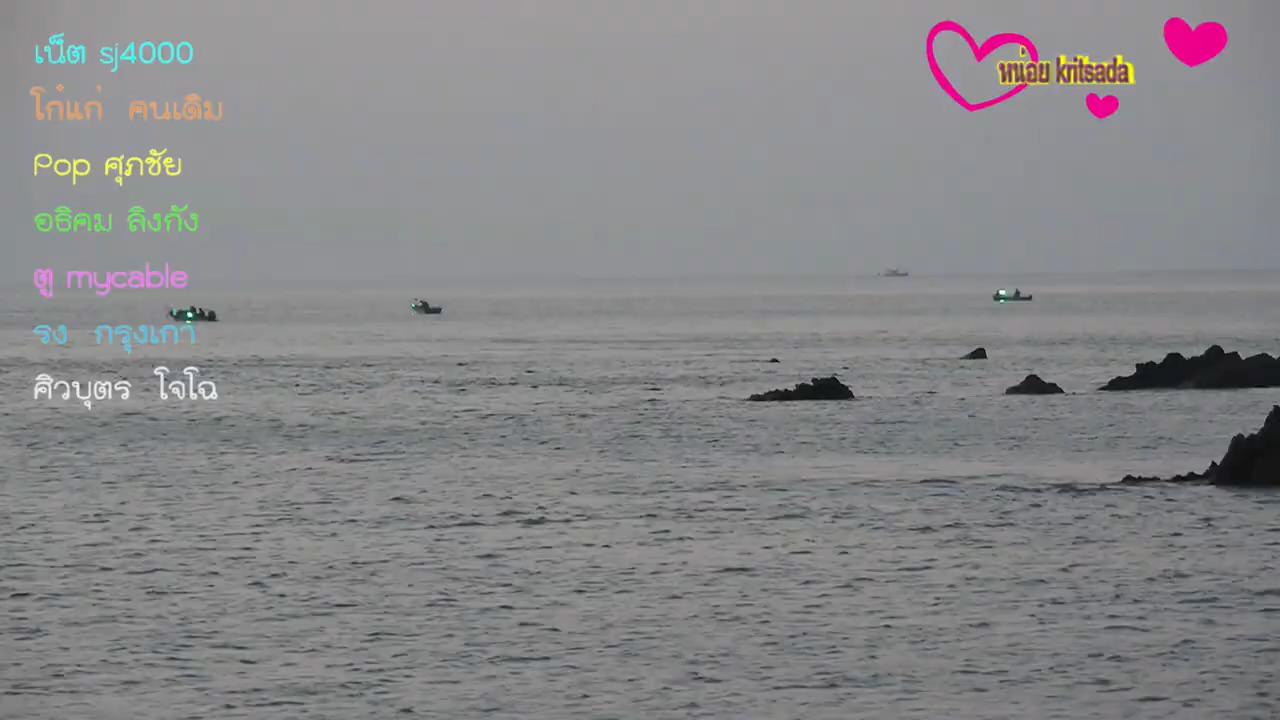 เน็ต sj4000
โก๋แก่ คนเดิม
Pop ศุภชัย
อธิคม ลิงกัง
ตู mycable
รง กรุงเก่า
ศิวบุตร โจโฉ
หน่อย kritsada